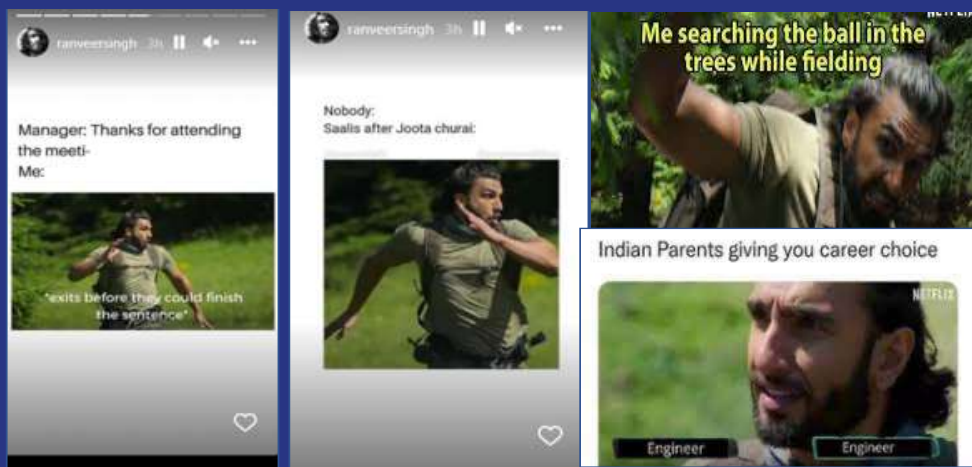 ranveersingh 3h
Manager: Thanks for attending
the meeti-
Me:
*exits before they could finish
the sentence*
ranveersingh 3h
Nobody:
Saalis after Joota churai:
NETFLIX
Me searching the ball in the
trees while fielding
Indian Parents giving you career choice
NETFLIX
Engineer
Engineer